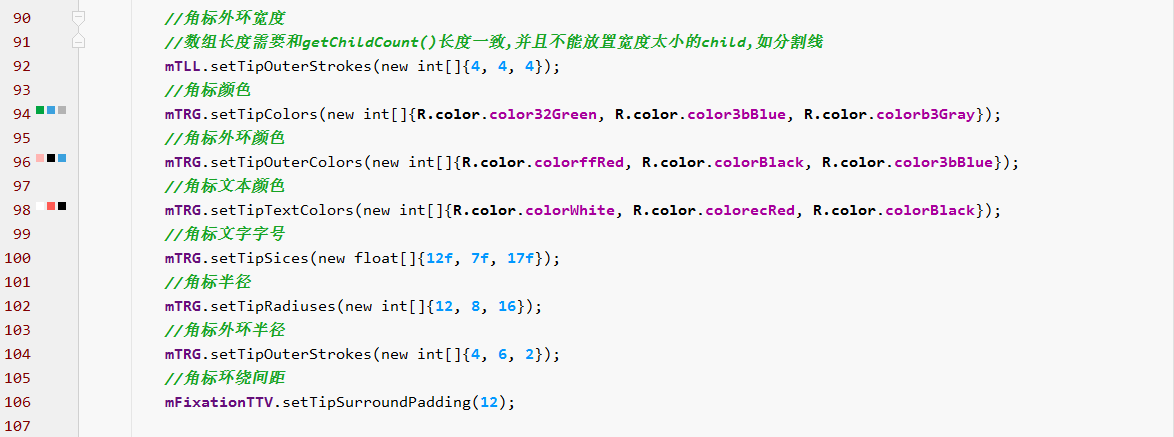 90 //角标外环宽度
91 //数组长度需要和getChildCount()长度一致,并且不能放置宽度太小的child,如分割线
92 mTLL.setTipOuterStrokes(new int[]{4, 4, 4});
93 //角标颜色
94 mTRG.setTipColors(new int[]{R.color.color32Green, R.color.color3bBlue, R.color.colorb3Gray});
95 //角标外环颜色
96 mTRG.setTipOuterColors(new int[]{R.color.colorffRed, R.color.colorBlack, R.color.color3bBlue});
97 //角标文本颜色
98 mTRG.setTipTextColors(new int[]{R.color.colorWhite, R.color.colorecRed, R.color.colorBlack});
99 //角标文字字号
100 mTRG.setTipSices(new float[]{12f, 7f, 17f});
101 //角标半径
102 mTRG.setTipRadiuses(new int[]{12, 8, 16});
103 //角标外环半径
104 mTRG.setTipOuterStrokes(new int[]{4, 6, 2});
105 //角标环绕间距
106 mFixationTTV.setTipSurroundPadding(12);
107